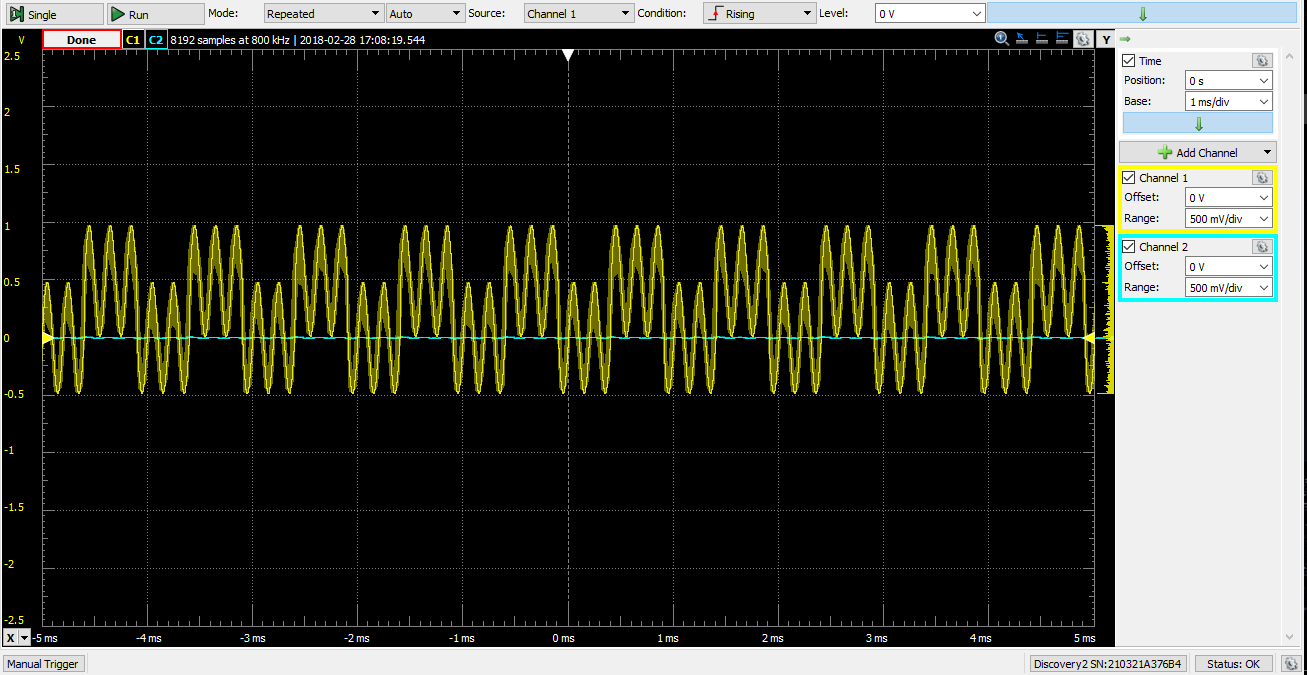 Single Run Mode: Repeated Auto Source: Channel 1 Condition: Rising Level: 0 V
V Done C1 C2 8192 samples at 800 kHz | 2018-02-28 17:08:19.544 Y
2.5
2
1.5
1
0.5
0
-0.5
-1
-1.5
-2
-2.5
X -5 ms -4 ms -3 ms -2 ms -1 ms 0 ms 1 ms 2 ms 3 ms 4 ms 5 ms
Time
Position: 0 s
Base: 1 ms/div
Add Channel
Channel 1
Offset: 0 V
Range: 500 mV/div
Channel 2
Offset: 0 V
Range: 500 mV/div
Manual Trigger Discovery2 SN:210321A376B4 Status: OK